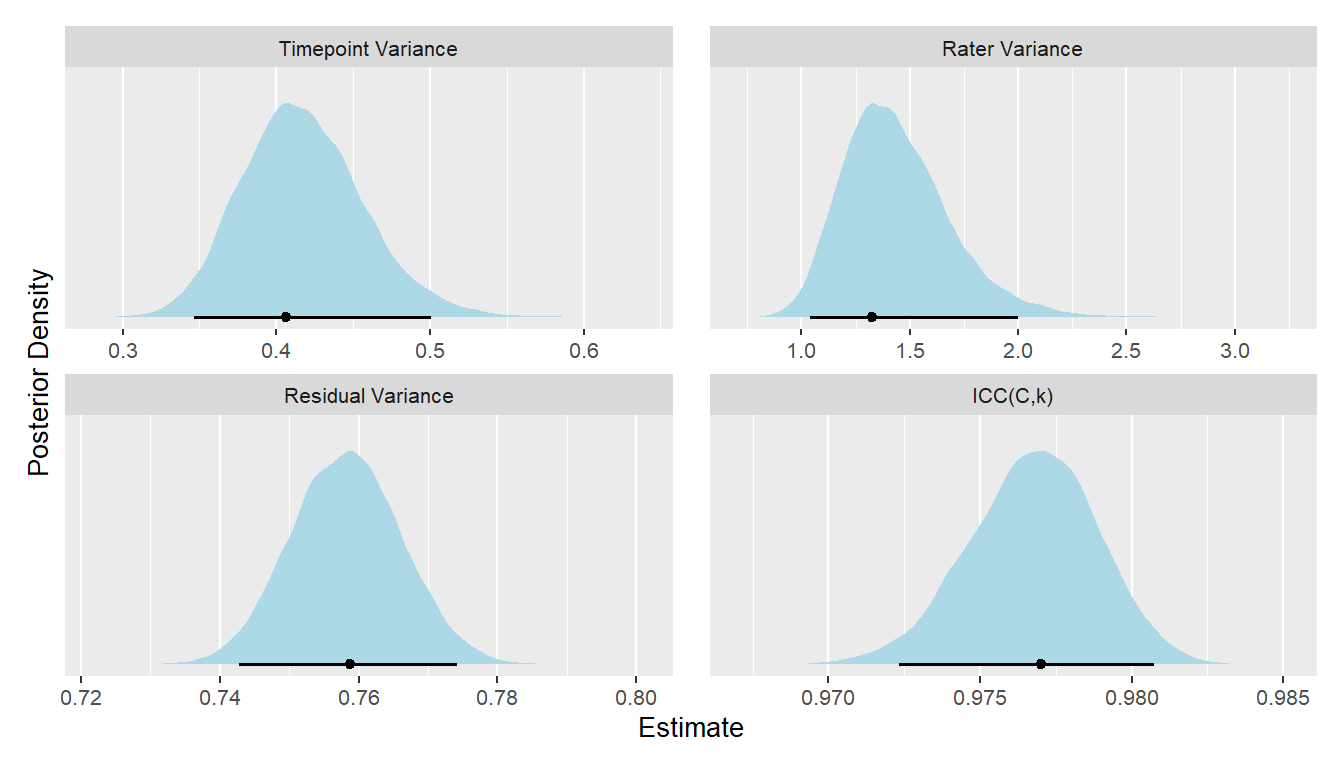 Timepoint Variance
Rater Variance
0.3 0.4 0.5 0.6
1.0 1.5 2.0 2.5 3.0
Residual Variance
ICC(C,k)
0.72 0.74 0.76 0.78 0.80
0.970 0.975 0.980 0.985
Posterior Density
Estimate